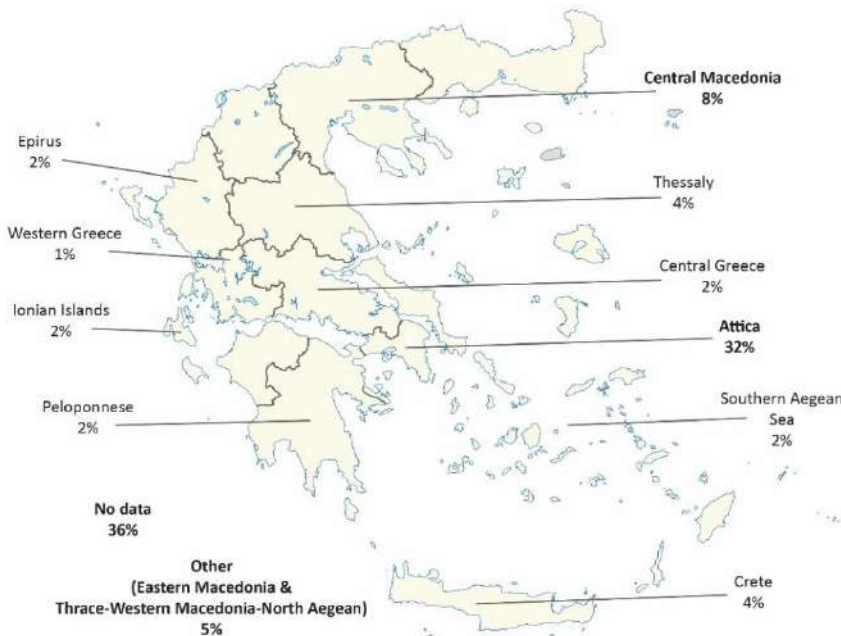 Central Macedonia
8%
Epirus
2%
Thessaly
4%
Western Greece
1%
Central Greece
2%
Ionian Islands
2%
Attica
32%
Peloponnese
2%
Southern Aegean
Sea
2%
No data
36%
Other
(Eastern Macedonia &
Thrace-Western Macedonia-North Aegean)
5%
Crete
4%